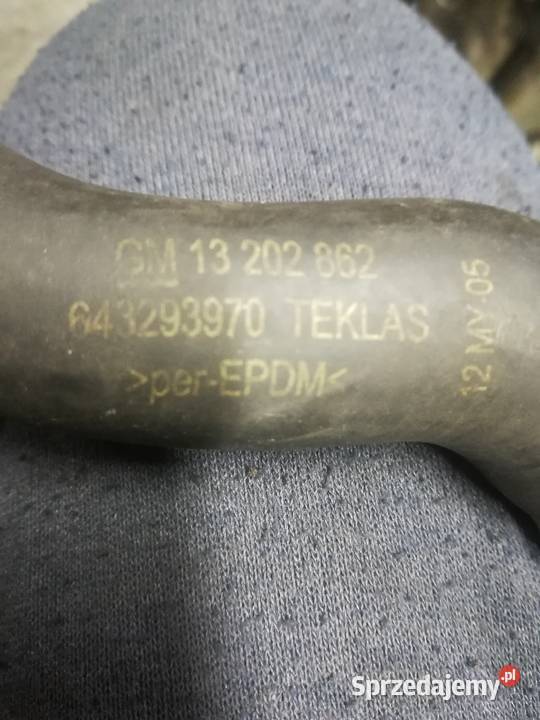 GM 13 202 862
643293970 TEKLAS
>per-EPDM<
12 MY 05
Sprzedajemy.pl